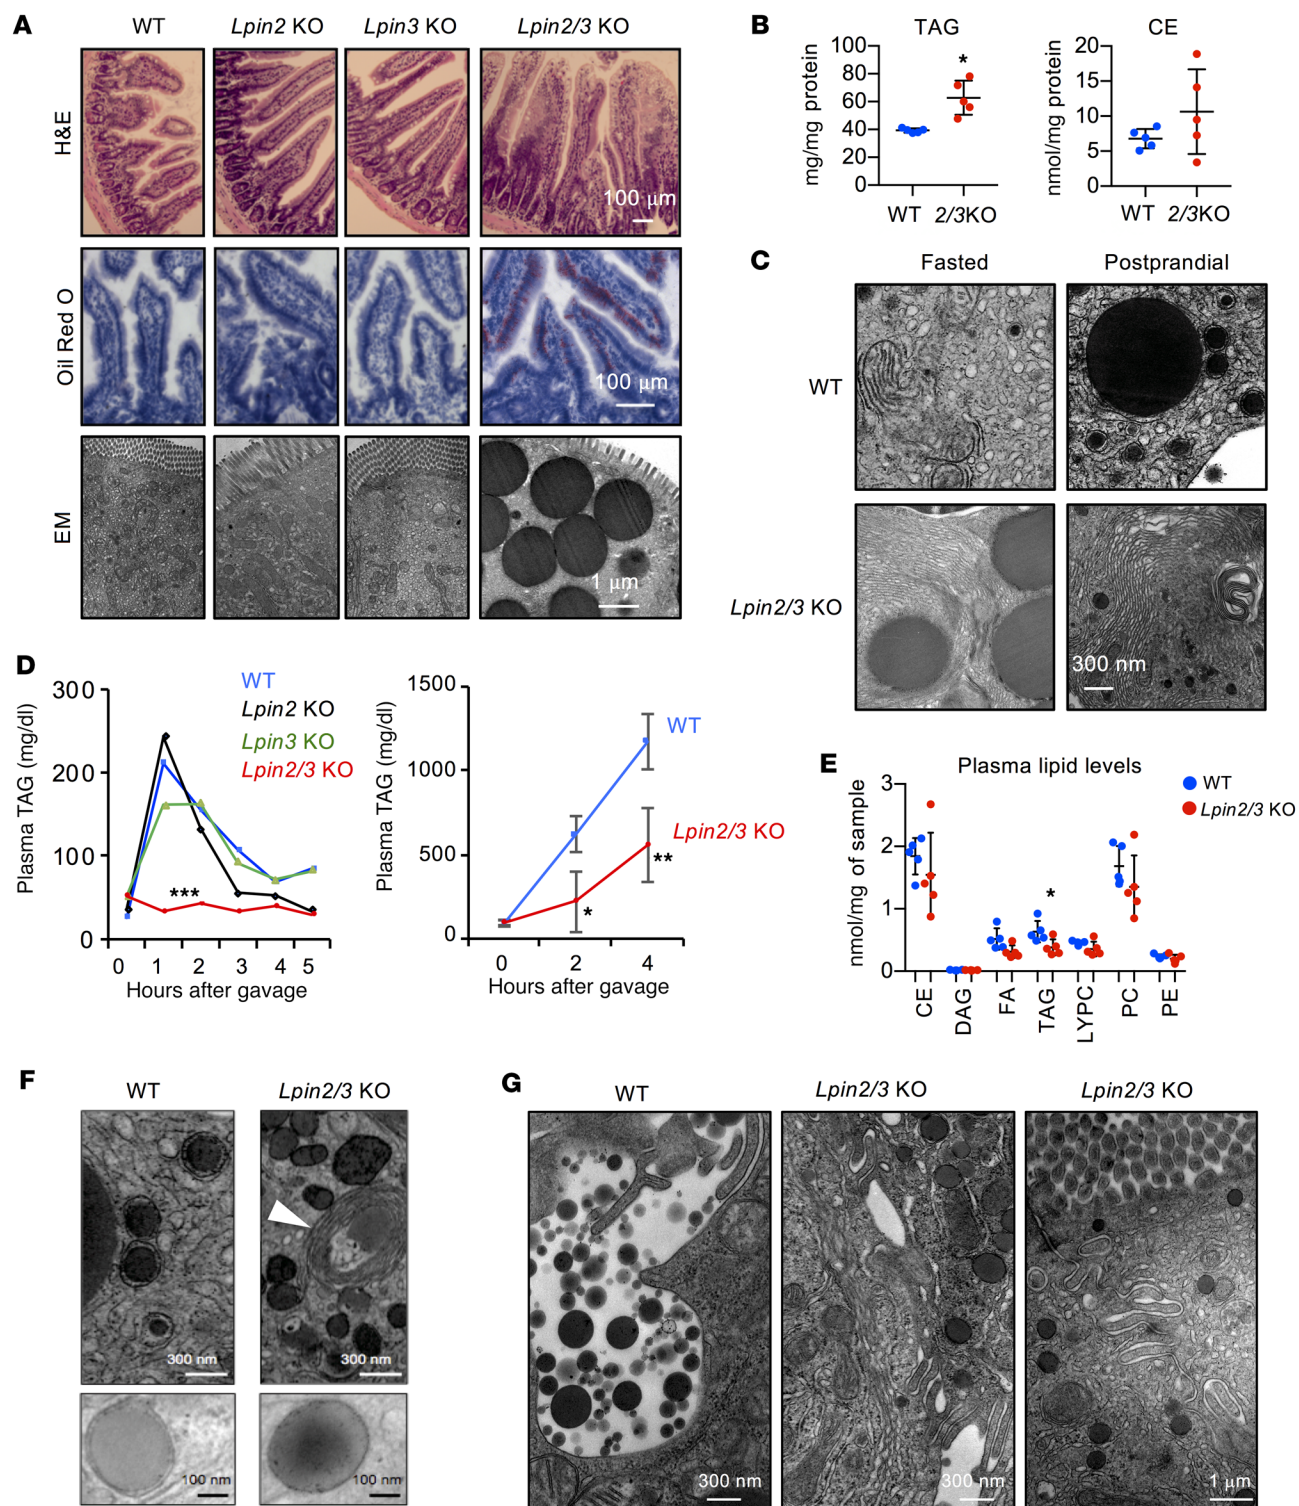 A
WT
Lpin2 KO
Lpin3 KO
Lpin2/3 KO
H&E
100 μm
Oil Red O
100 μm
EM
1 μm
B
TAG
mg/mg protein
100
80
60
40
20
0
*
WT
2/3KO
CE
nmol/mg protein
20
15
10
5
0
WT
2/3KO
C
Fasted
Postprandial
WT
Lpin2/3 KO
300 nm
D
Plasma TAG (mg/dl)
300
200
100
0
WT
Lpin2 KO
Lpin3 KO
Lpin2/3 KO
***
0 1 2 3 4 5
Hours after gavage
Plasma TAG (mg/dl)
1500
1000
500
0
WT
Lpin2/3 KO
**
*
0 2 4
Hours after gavage
E
Plasma lipid levels
WT
Lpin2/3 KO
nmol/mg of sample
3
2
1
0
*
CE
DAG
FA
TAG
LYPC
PC
PE
F
WT
Lpin2/3 KO
300 nm
300 nm
100 nm
100 nm
G
WT
Lpin2/3 KO
Lpin2/3 KO
300 nm
300 nm
1 μm